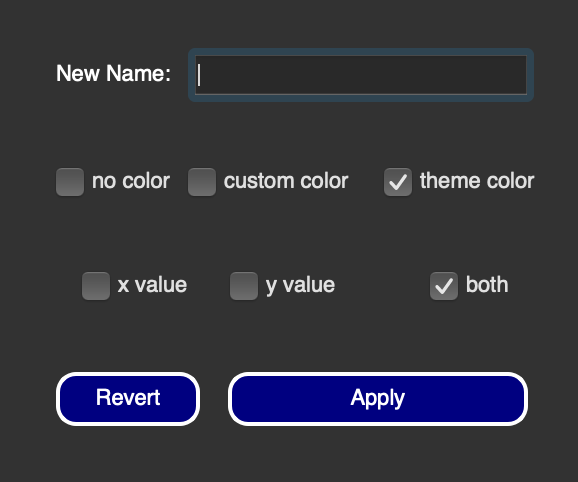 New Name:
no color custom color theme color
x value y value both
Revert Apply